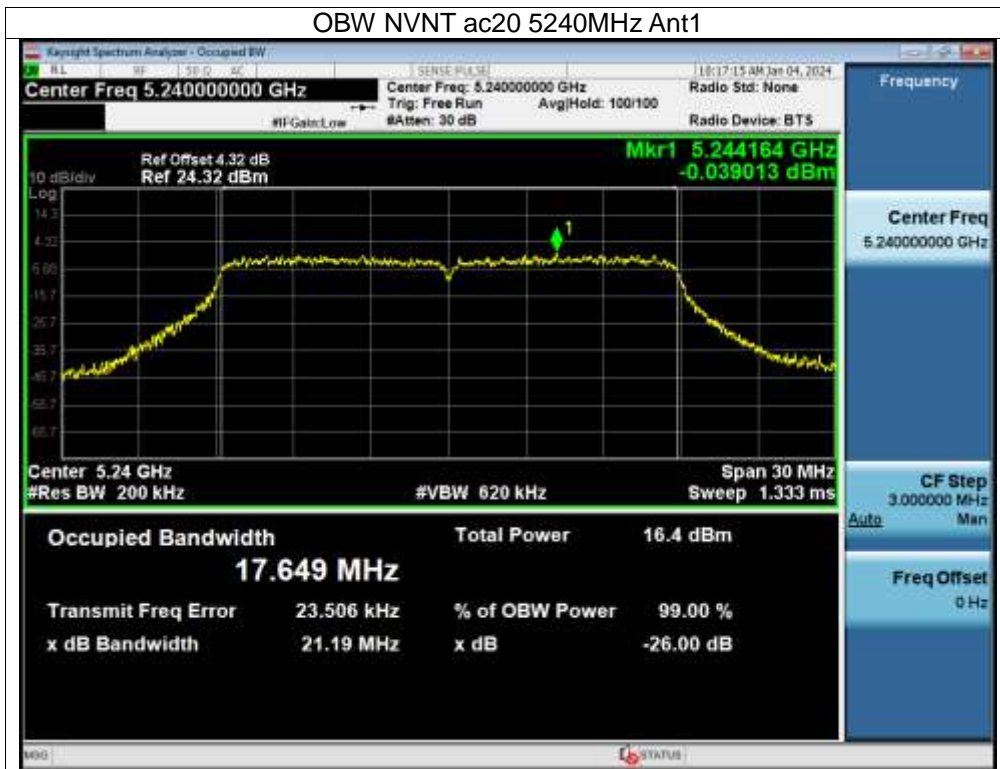 OBW NVNT ac20 5240MHz Ant1
Keysight Spectrum Analyzer - Occupied BW
RL RF 50 Ω AC SENSE:PULSE 10:17:15 AM Jan 04, 2024
Center Freq 5.240000000 GHz
Center Freq: 5.240000000 GHz
Radio Std: None
Trig: Free Run Avg|Hold: 100/100
#IFGain:Low #Atten: 30 dB Radio Device: BTS
Frequency
Mkr1 5.244164 GHz
-0.039013 dBm
Ref Offset 4.32 dB
10 dB/div Ref 24.32 dBm
Log
14.3
4.32
-5.68
-15.7
-25.7
-35.7
-45.7
-55.7
-65.7
1
Center 5.24 GHz Span 30 MHz
#Res BW 200 kHz #VBW 620 kHz Sweep 1.333 ms
Center Freq
5.240000000 GHz
CF Step
3.000000 MHz
Auto Man
Freq Offset
0 Hz
Occupied Bandwidth Total Power 16.4 dBm
17.649 MHz
Transmit Freq Error 23.506 kHz % of OBW Power 99.00 %
x dB Bandwidth 21.19 MHz x dB -26.00 dB
MSG STATUS